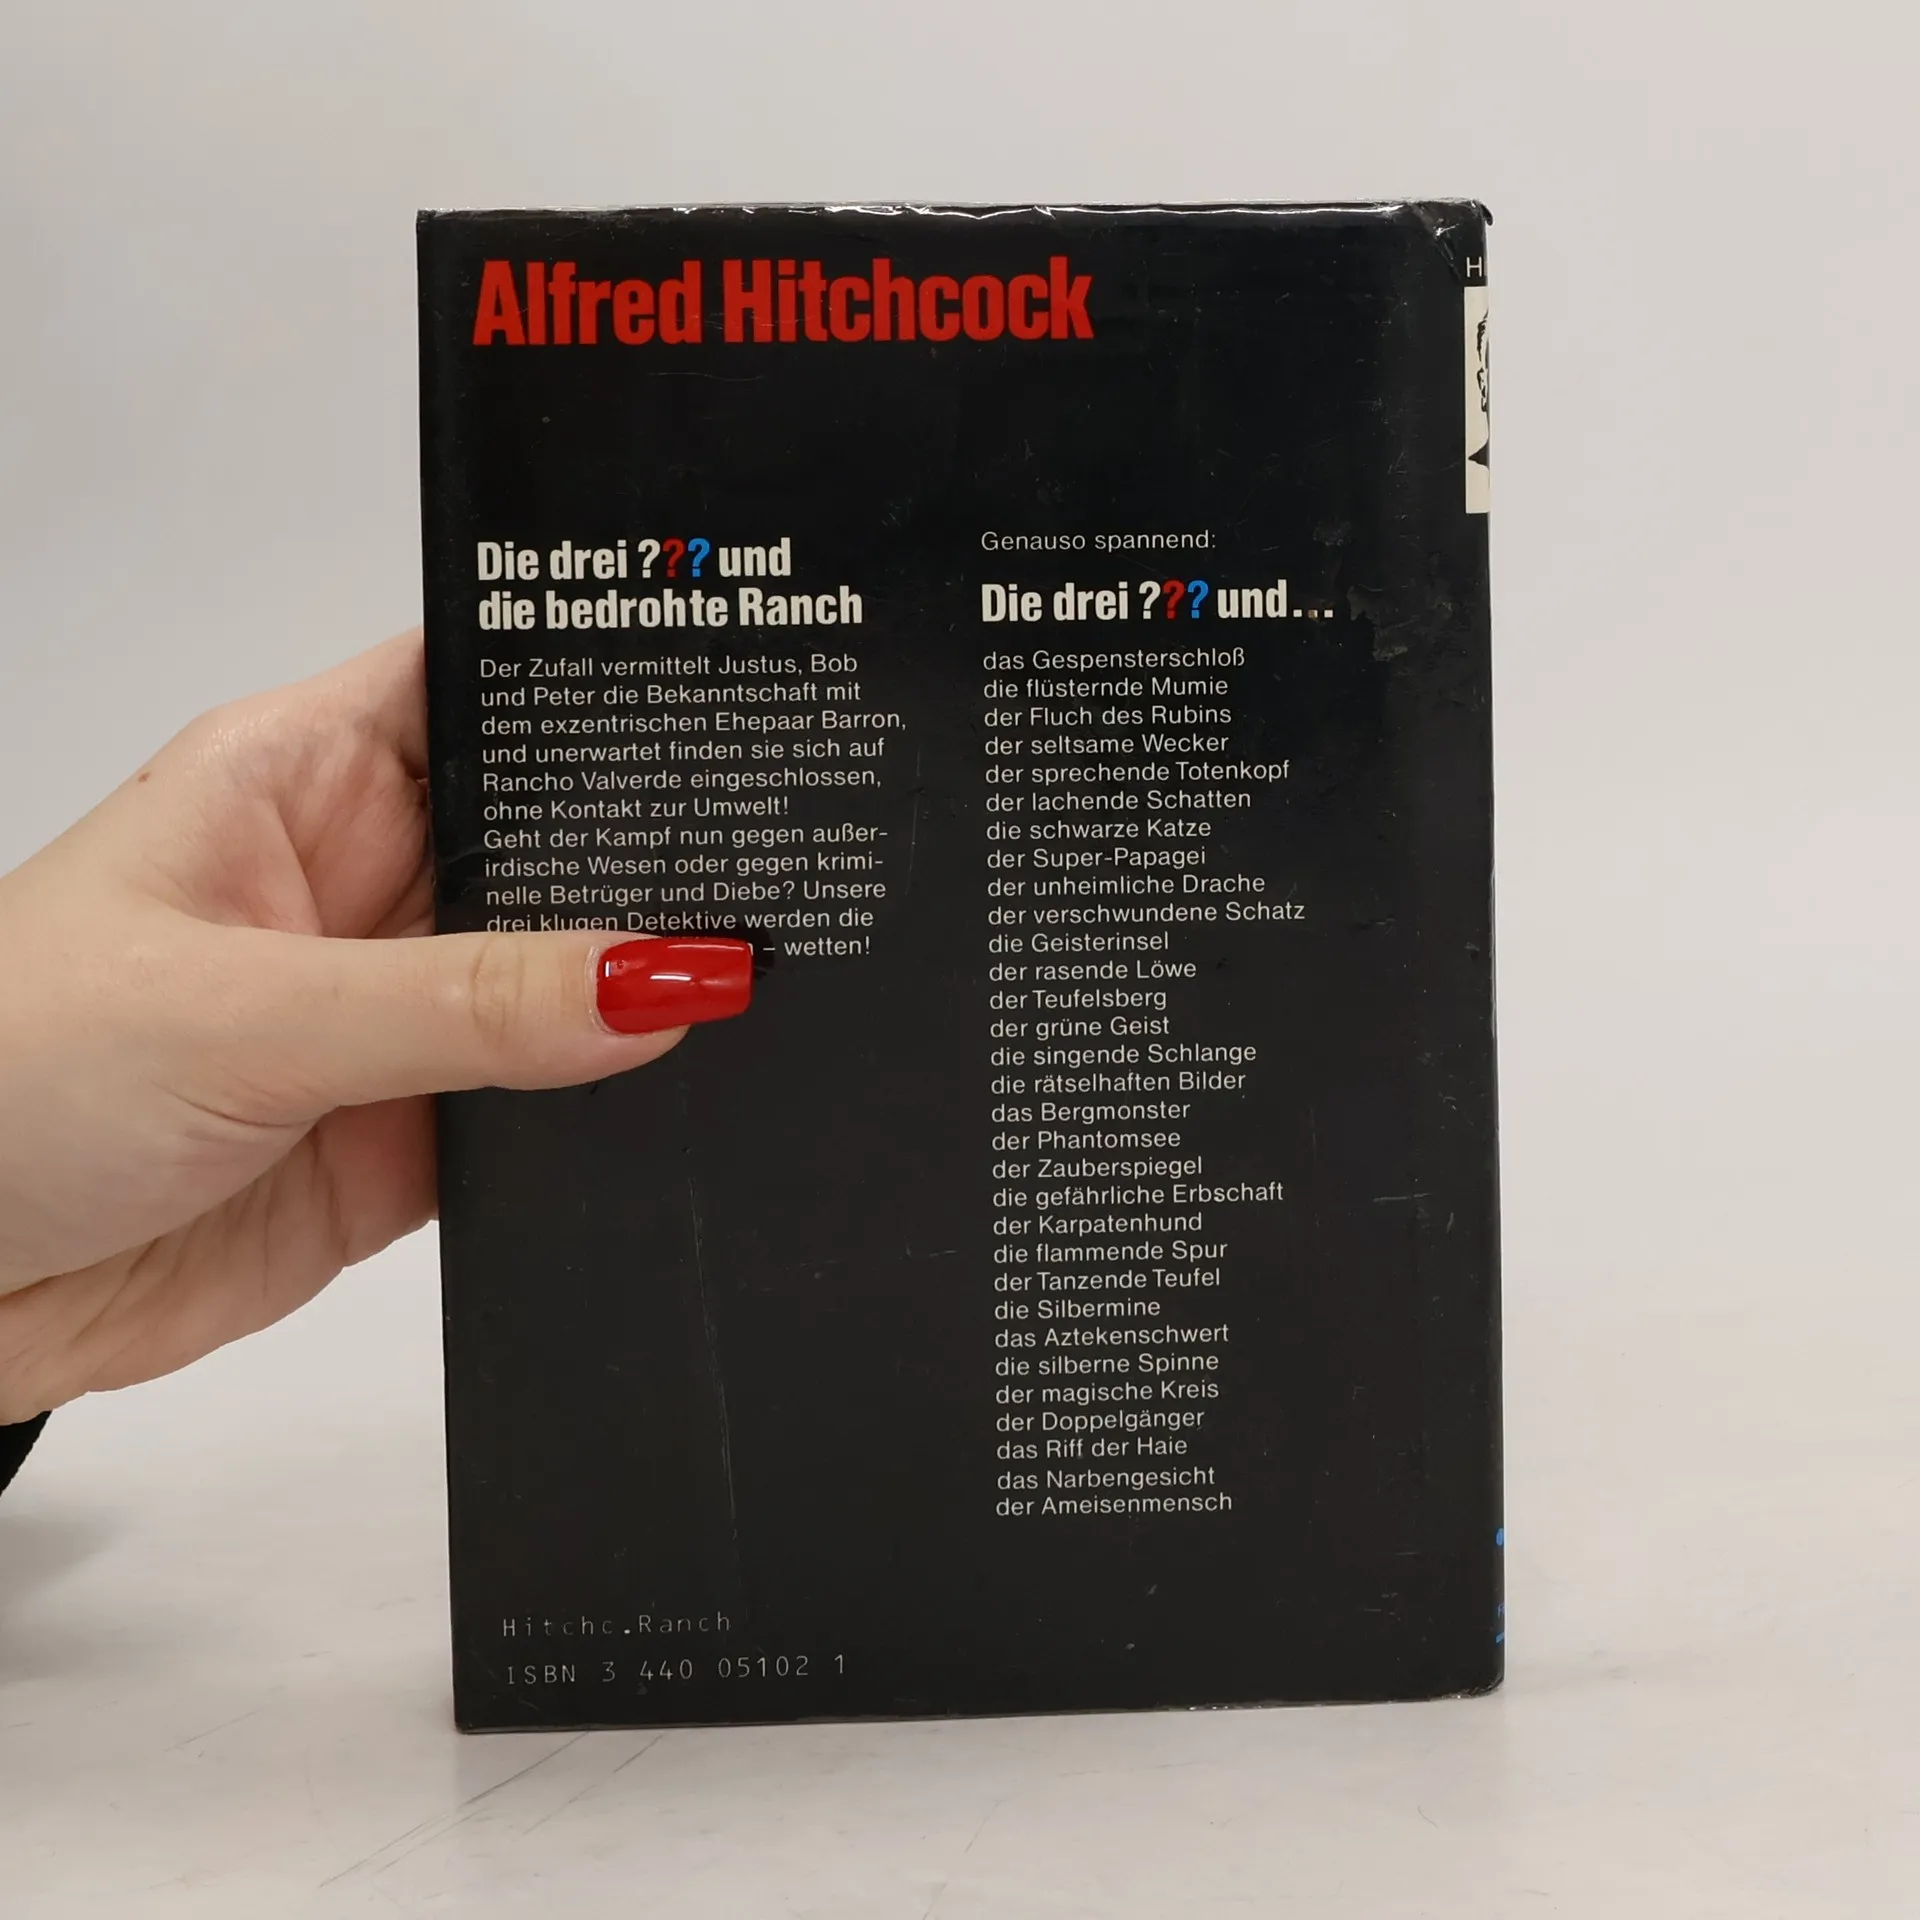 Alfred Hitchcock
Die drei ??? und
die bedrohte Ranch
Der Zufall vermittelt Justus, Bob
und Peter die Bekanntschaft mit
dem exzentrischen Ehepaar Barron,
und unerwartet finden sie sich auf
Rancho Valverde eingeschlossen,
ohne Kontakt zur Umwelt!
Geht der Kampf nun gegen außer-
irdische Wesen oder gegen krimi-
nelle Betrüger und Diebe? Unsere
drei klugen Detektive werden die
– wetten!
Genauso spannend:
Die drei ??? und...
das Gespensterschloß
die flüsternde Mumie
der Fluch des Rubins
der seltsame Wecker
der sprechende Totenkopf
der lachende Schatten
die schwarze Katze
der Super-Papagei
der unheimliche Drache
der verschwundene Schatz
die Geisterinsel
der rasende Löwe
der Teufelsberg
der grüne Geist
die singende Schlange
die rätselhaften Bilder
das Bergmonster
der Phantomsee
der Zauberspiegel
die gefährliche Erbschaft
der Karpatenhund
die flammende Spur
der Tanzende Teufel
die Silbermine
das Aztekenschwert
die silberne Spinne
der magische Kreis
der Doppelgänger
das Riff der Haie
das Narbengesicht
der Ameisenmensch
Hitchc.Ranch
ISBN 3 440 05102 1